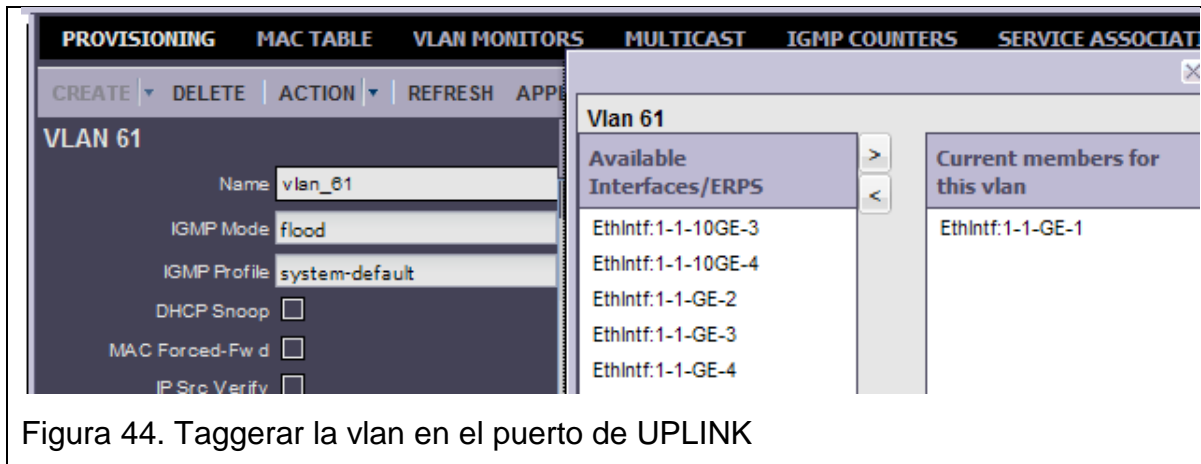 PROVISIONING MAC TABLE VLAN MONITORS MULTICAST IGMP COUNTERS SERVICE ASSOCIATI
CREATE DELETE ACTION REFRESH APPL
VLAN 61
Name vlan_61
IGMP Mode flood
IGMP Profile system-default
DHCP Snoop
MAC Forced-Fwd
IP Src Verify
Vlan 61
Available Interfaces/ERPS
>
<
Current members for this vlan
EthIntf:1-1-10GE-3
EthIntf:1-1-10GE-4
EthIntf:1-1-GE-2
EthIntf:1-1-GE-3
EthIntf:1-1-GE-4
EthIntf:1-1-GE-1
Figura 44. Taggerar la vlan en el puerto de UPLINK